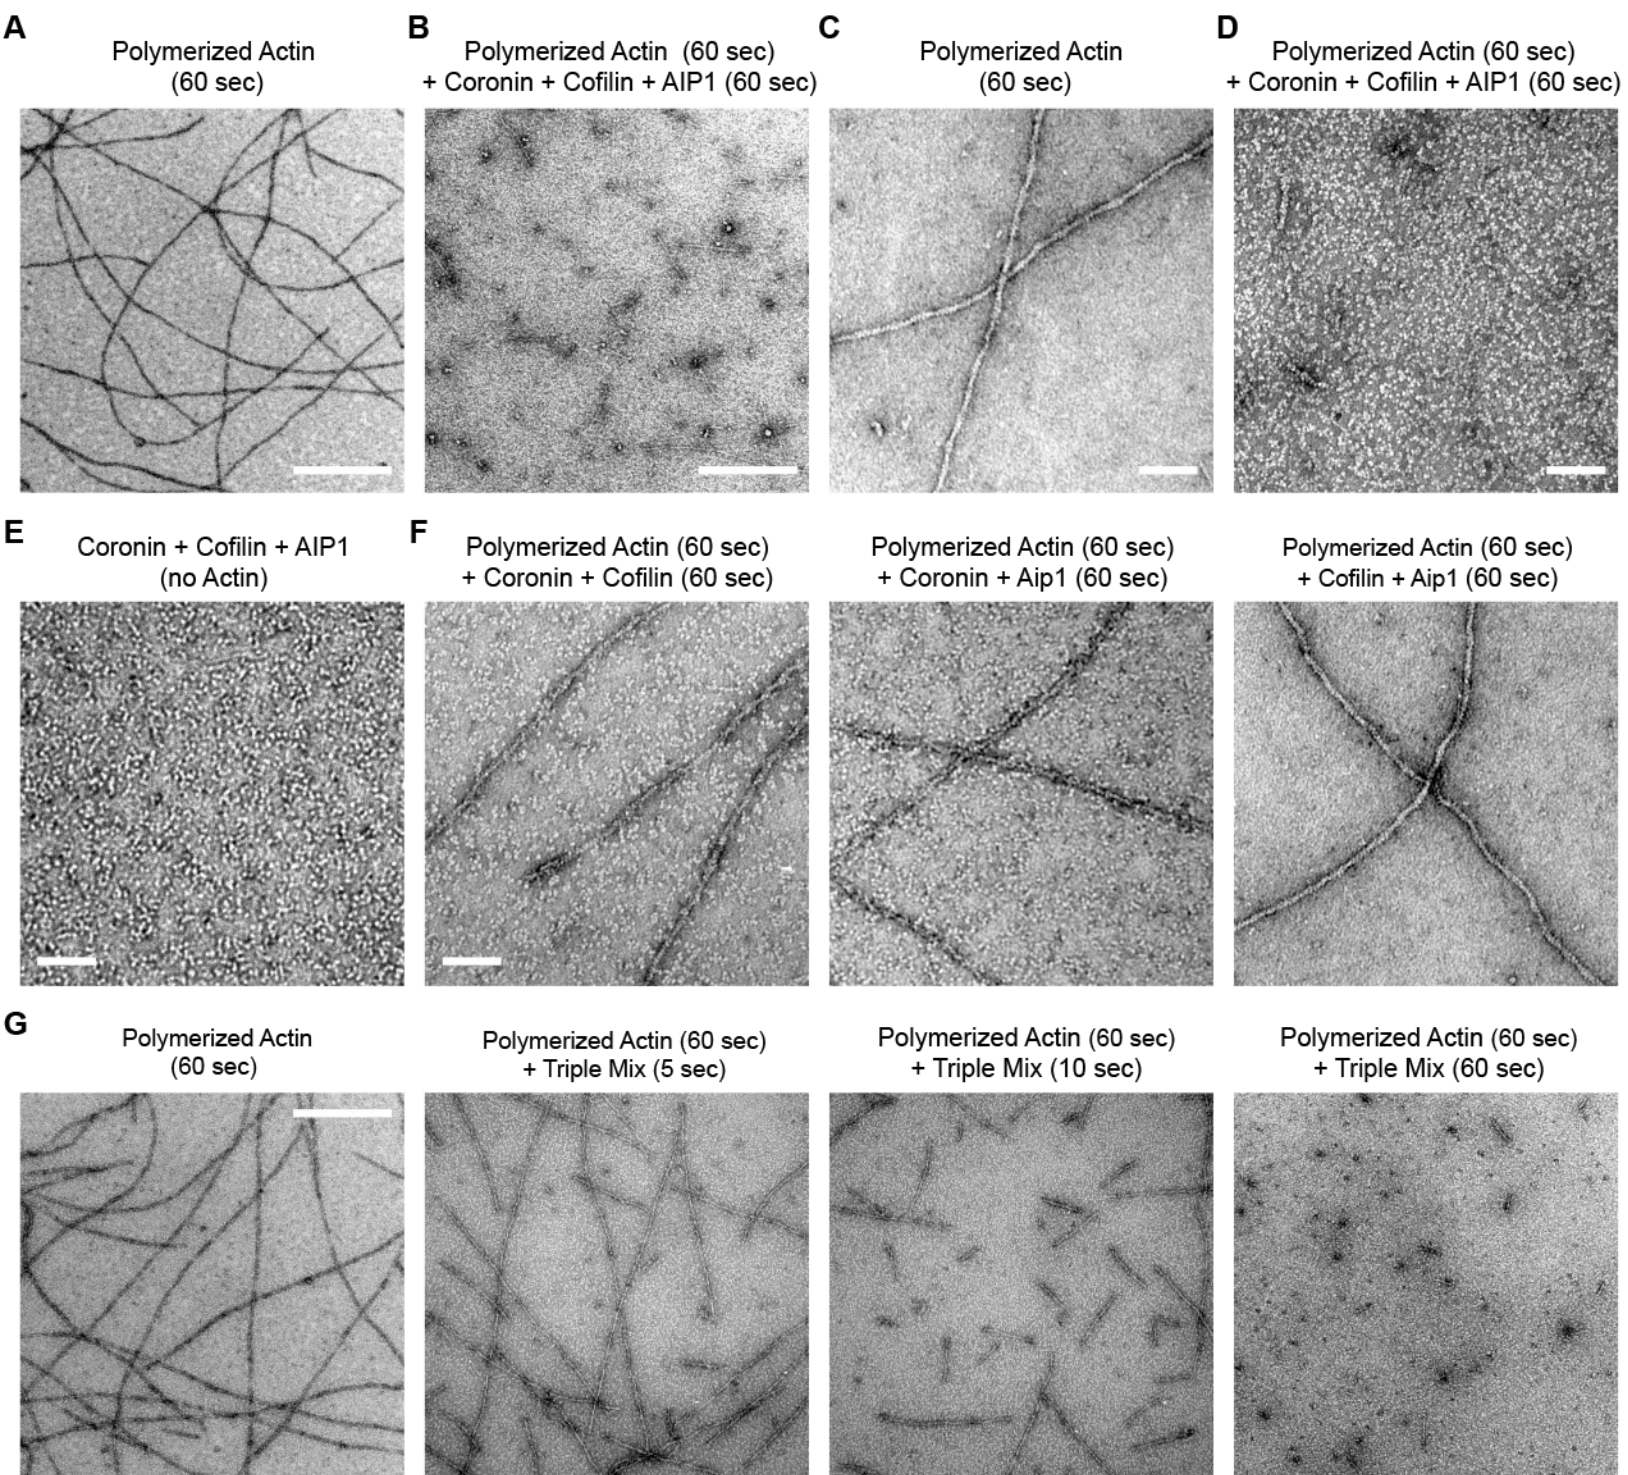 A
Polymerized Actin
(60 sec)
B
Polymerized Actin (60 sec)
+ Coronin + Cofilin + AIP1 (60 sec)
C
Polymerized Actin
(60 sec)
D
Polymerized Actin (60 sec)
+ Coronin + Cofilin + AIP1 (60 sec)
E
Coronin + Cofilin + AIP1
(no Actin)
F
Polymerized Actin (60 sec)
+ Coronin + Cofilin (60 sec)
Polymerized Actin (60 sec)
+ Coronin + Aip1 (60 sec)
Polymerized Actin (60 sec)
+ Cofilin + Aip1 (60 sec)
G
Polymerized Actin
(60 sec)
Polymerized Actin (60 sec)
+ Triple Mix (5 sec)
Polymerized Actin (60 sec)
+ Triple Mix (10 sec)
Polymerized Actin (60 sec)
+ Triple Mix (60 sec)